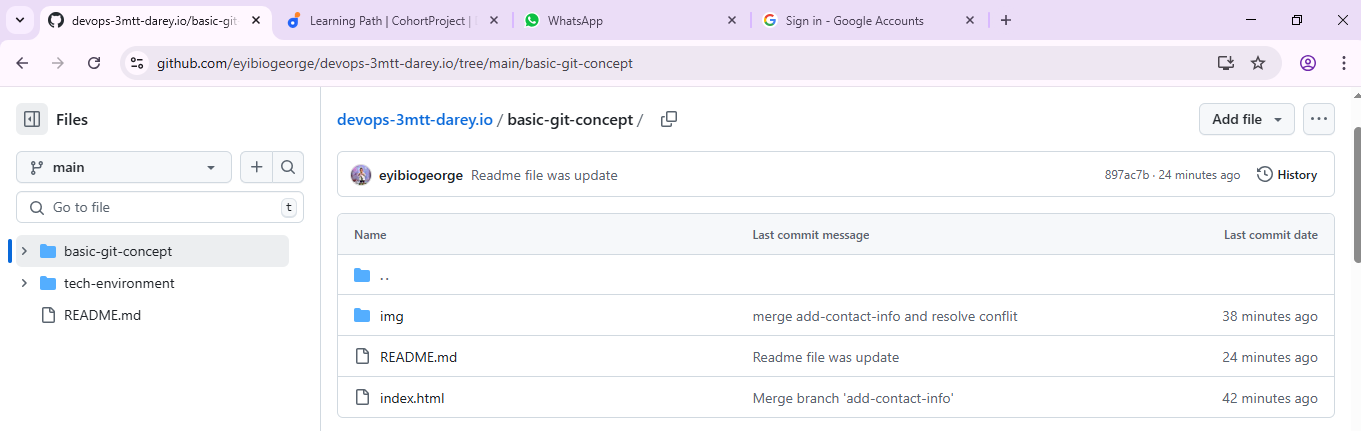 devops-3mtt-darey.io/basic-git-
Learning Path | CohortProject |
WhatsApp
Sign in - Google Accounts
github.com/eyibiogeorge/devops-3mtt-darey.io/tree/main/basic-git-concept
Files
main
Go to file
t
basic-git-concept
tech-environment
README.md
devops-3mtt-darey.io / basic-git-concept /
Add file
eyibiogeorge Readme file was update
897ac7b · 24 minutes ago
History
Name Last commit message Last commit date
..
img merge add-contact-info and resolve conflit 38 minutes ago
README.md Readme file was update 24 minutes ago
index.html Merge branch 'add-contact-info' 42 minutes ago